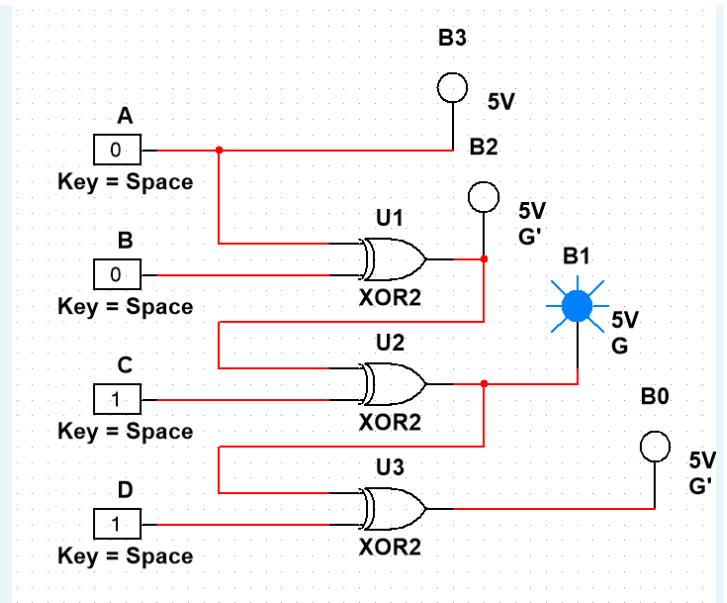 B3
5V
A
0
Key = Space
B2
5V
G'
U1
XOR2
B
0
Key = Space
B1
5V
G
U2
XOR2
C
1
Key = Space
B0
5V
G'
U3
XOR2
D
1
Key = Space